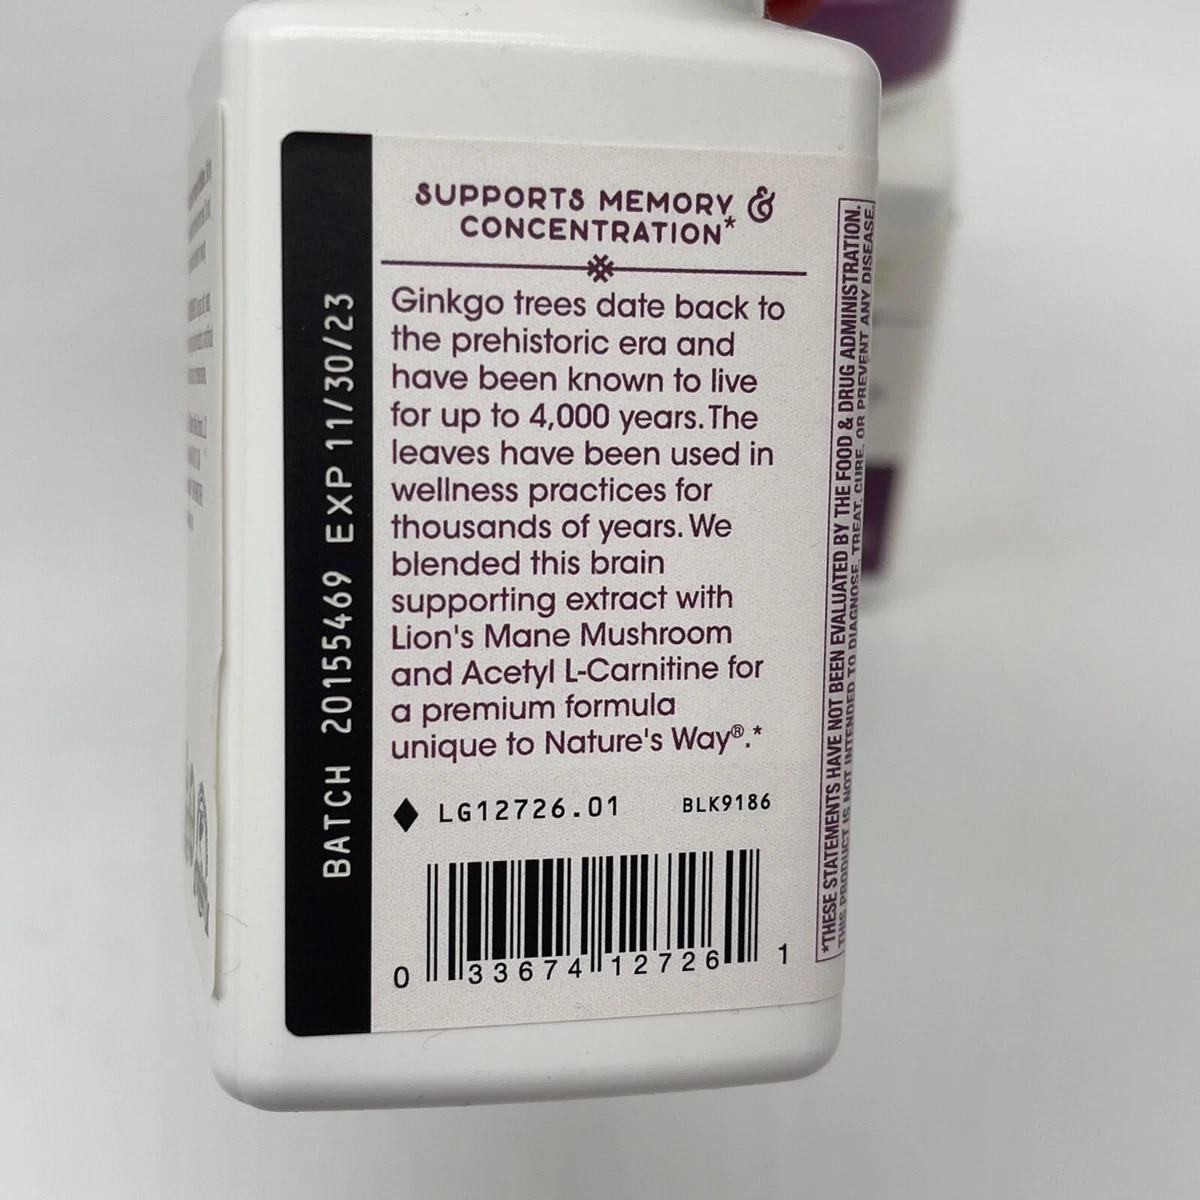 SUPPORTS MEMORY &
CONCENTRATION*
Ginkgo trees date back to
the prehistoric era and
have been known to live
for up to 4,000 years. The
leaves have been used in
wellness practices for
thousands of years. We
blended this brain
supporting extract with
Lion's Mane Mushroom
and Acetyl L-Carnitine for
a premium formula
unique to Nature's Way®.*
LG12726.01 BLK9186
0 33674 12726 1
BATCH 20155469 EXP 11/30/23
*THESE STATEMENTS HAVE NOT BEEN EVALUATED BY THE FOOD & DRUG ADMINISTRATION.
THIS PRODUCT IS NOT INTENDED TO DIAGNOSE, TREAT, CURE, OR PREVENT ANY DISEASE.